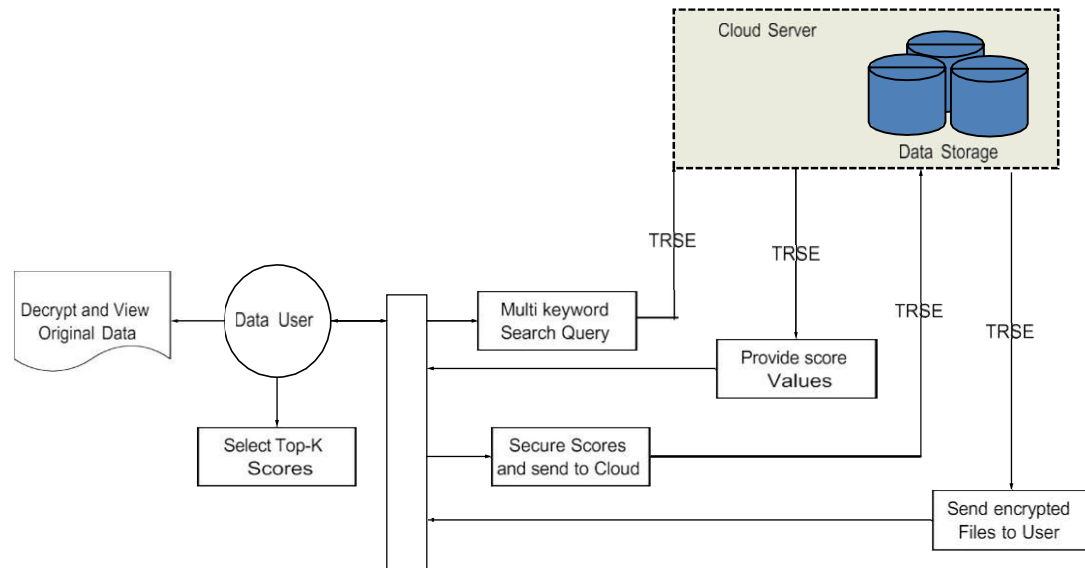 Cloud Server
Data Storage
TRSE
TRSE
TRSE
TRSE
Decrypt and View
Original Data
Data User
Multi keyword
Search Query
Provide score
Values
Select Top-K
Scores
Secure Scores
and send to Cloud
Send encrypted
Files to User